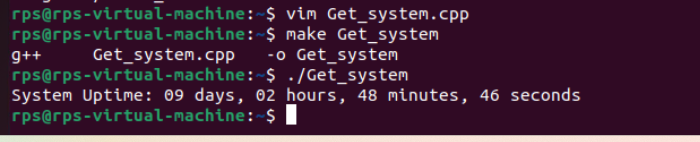 rps@rps-virtual-machine:~$ vim Get_system.cpp
rps@rps-virtual-machine:~$ make Get_system
g++     Get_system.cpp   -o Get_system
rps@rps-virtual-machine:~$ ./Get_system
System Uptime: 09 days, 02 hours, 48 minutes, 46 seconds
rps@rps-virtual-machine:~$